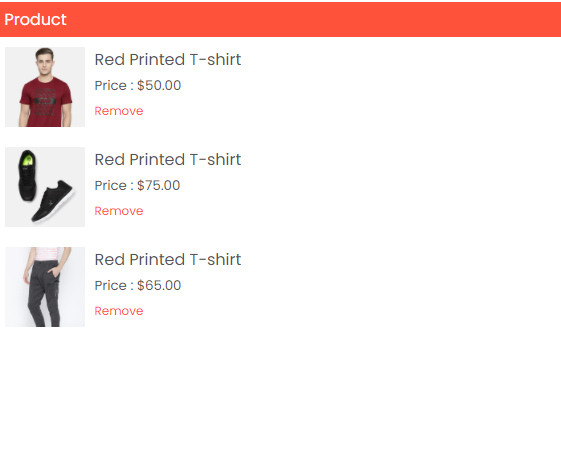 Product
Red Printed T-shirt
Price : $50.00
Remove
Red Printed T-shirt
Price : $75.00
Remove
Red Printed T-shirt
Price : $65.00
Remove